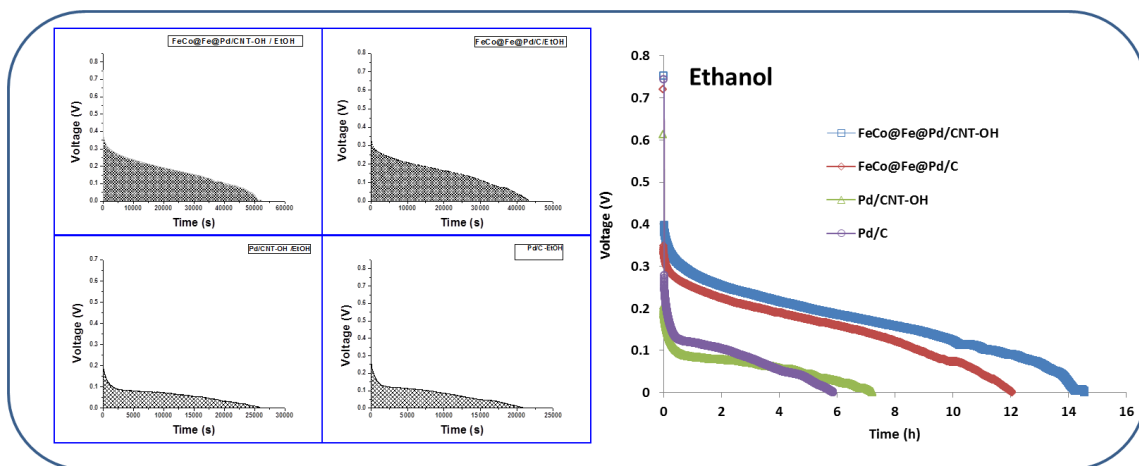 FeCo@Fe@Pd/CNT-OH / EtOH
Voltage (V)
0.8
0.7
0.6
0.5
0.4
0.3
0.2
0.1
0.0
0 10000 20000 30000 40000 50000 60000
Time (s)
FeCo@Fe@Pd/C/EtOH
Voltage (V)
0.8
0.7
0.6
0.5
0.4
0.3
0.2
0.1
0.0
0 10000 20000 30000 40000 50000
Time (s)
Pd/CNT-OH /EtOH
Voltage (V)
0.7
0.6
0.5
0.4
0.3
0.2
0.1
0.0
0 5000 10000 15000 20000 25000 30000
Time (s)
Pd/C-EtOH
Voltage (V)
0.8
0.7
0.6
0.5
0.4
0.3
0.2
0.1
0.0
0 5000 10000 15000 20000 25000 30000
Time (s)
Ethanol
Voltage (V)
0.8
0.7
0.6
0.5
0.4
0.3
0.2
0.1
0
FeCo@Fe@Pd/CNT-OH
FeCo@Fe@Pd/C
Pd/CNT-OH
Pd/C
0 2 4 6 8 10 12 14 16
Time (h)